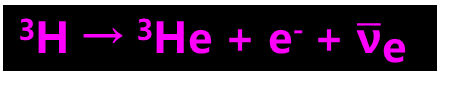 ³H → ³He + e⁻ + ν̅ₑ